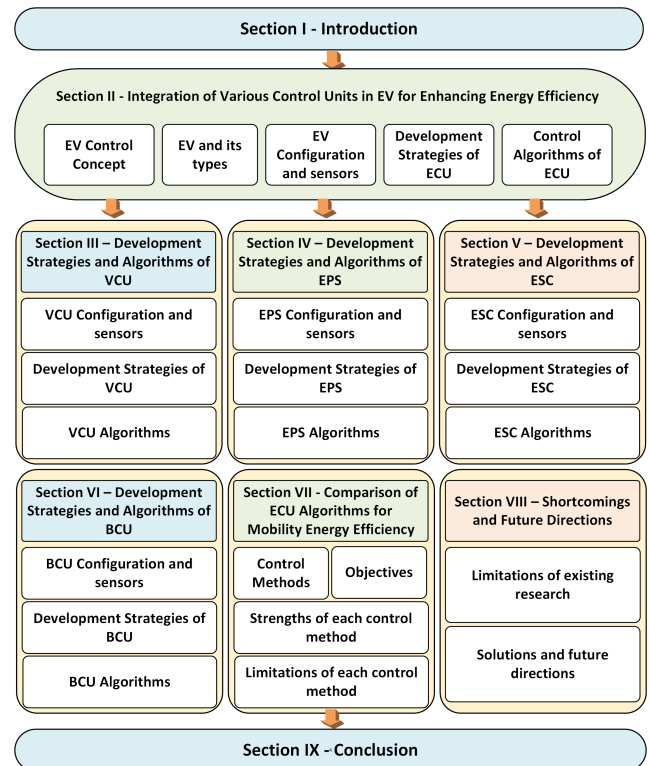 Section I - Introduction
Section II - Integration of Various Control Units in EV for Enhancing Energy Efficiency
EV Control
Concept
EV and its
types
EV
Configuration
and sensors
Development
Strategies of
ECU
Control
Algorithms of
ECU
Section III – Development
Strategies and Algorithms of
VCU
VCU Configuration and
sensors
Development Strategies of
VCU
VCU Algorithms
Section IV – Development
Strategies and Algorithms of
EPS
EPS Configuration and
sensors
Development Strategies of
EPS
EPS Algorithms
Section V – Development
Strategies and Algorithms of
ESC
ESC Configuration and
sensors
Development Strategies of
ESC
ESC Algorithms
Section VI – Development
Strategies and Algorithms of
BCU
BCU Configuration and
sensors
Development Strategies of
BCU
BCU Algorithms
Section VII - Comparison of
ECU Algorithms for
Mobility Energy Efficiency
Control
Methods
Objectives
Strengths of each control
method
Limitations of each control
method
Section VIII – Shortcomings
and Future Directions
Limitations of existing
research
Solutions and future
directions
Section IX - Conclusion